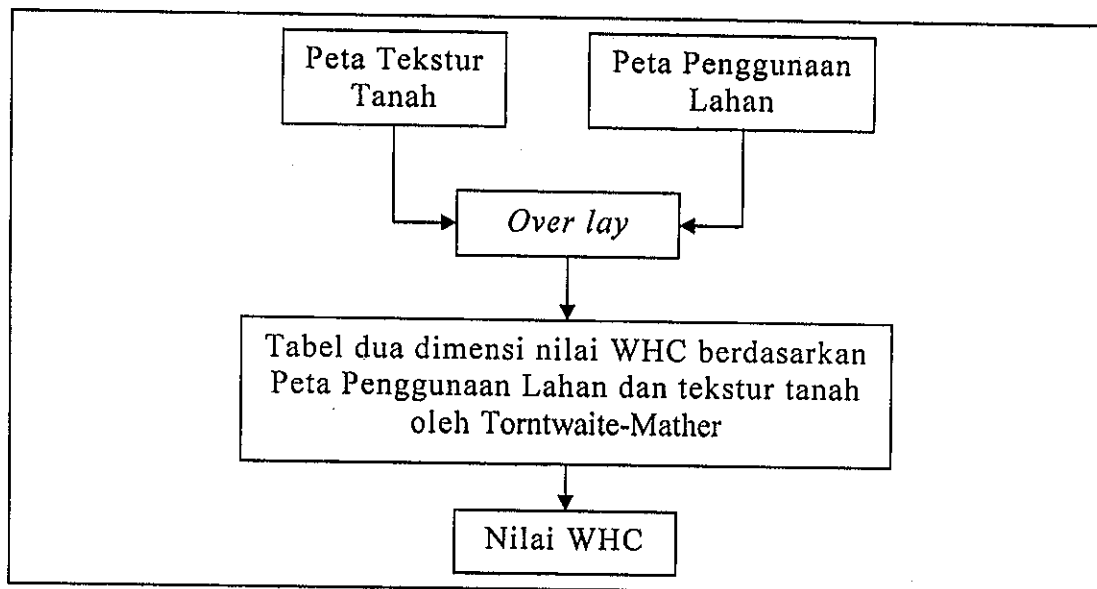 Peta Tekstur
Tanah
Peta Penggunaan
Lahan
Over lay
Tabel dua dimensi nilai WHC berdasarkan
Peta Penggunaan Lahan dan tekstur tanah
oleh Torntwaite-Mather
Nilai WHC